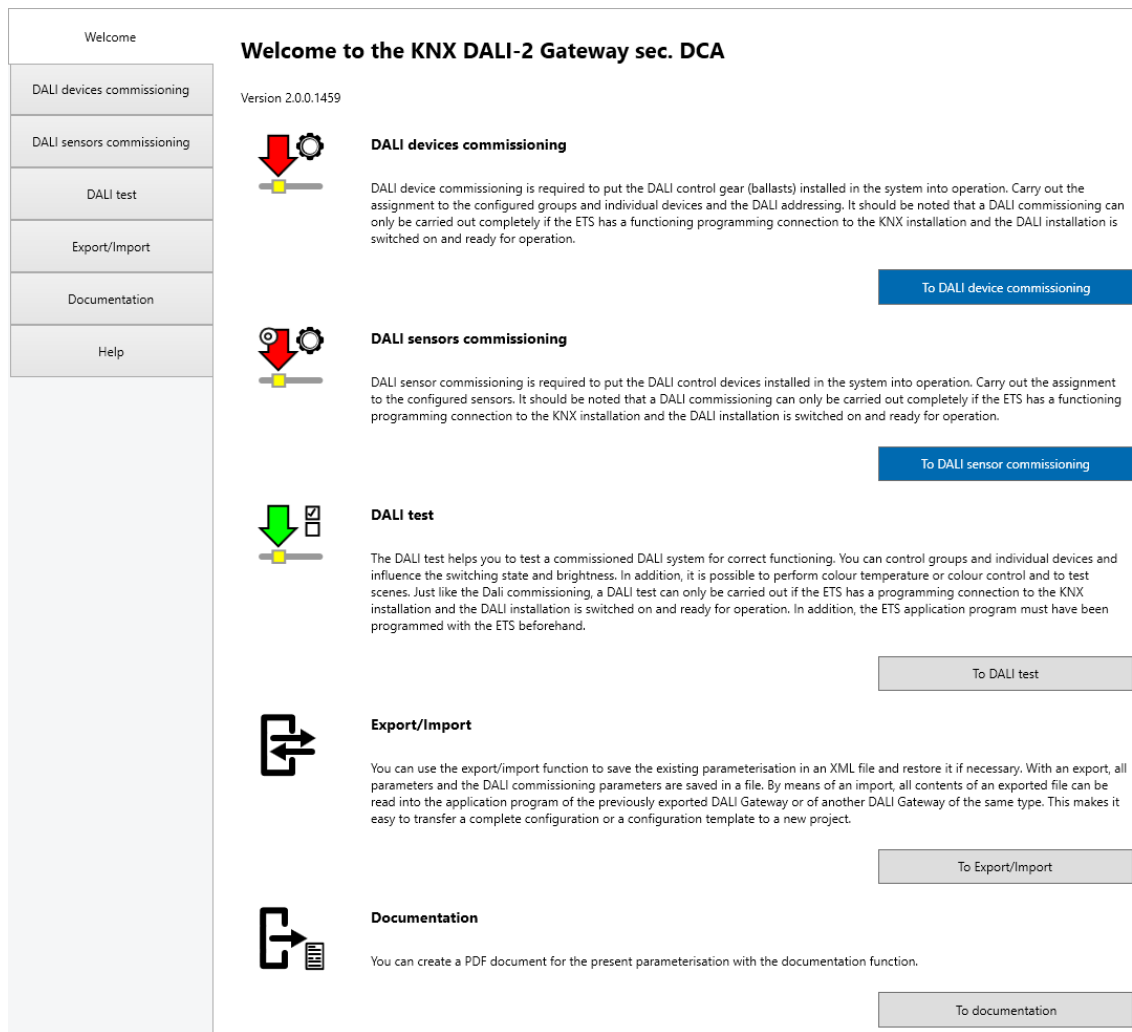 Welcome
DALI devices commissioning
DALI sensors commissioning
DALI test
Export/Import
Documentation
Help
Welcome to the KNX DALI-2 Gateway sec. DCA
Version 2.0.0.1459
DALI devices commissioning
DALI device commissioning is required to put the DALI control gear (ballasts) installed in the system into operation. Carry out the
assignment to the configured groups and individual devices and the DALI addressing. It should be noted that a DALI commissioning can
only be carried out completely if the ETS has a functioning programming connection to the KNX installation and the DALI installation is
switched on and ready for operation.
To DALI device commissioning
DALI sensors commissioning
DALI sensor commissioning is required to put the DALI control devices installed in the system into operation. Carry out the assignment
to the configured sensors. It should be noted that a DALI commissioning can only be carried out completely if the ETS has a functioning
programming connection to the KNX installation and the DALI installation is switched on and ready for operation.
To DALI sensor commissioning
DALI test
The DALI test helps you to test a commissioned DALI system for correct functioning. You can control groups and individual devices and
influence the switching state and brightness. In addition, it is possible to perform colour temperature or colour control and to test
scenes. Just like the Dali commissioning, a DALI test can only be carried out if the ETS has a programming connection to the KNX
installation and the DALI installation is switched on and ready for operation. In addition, the ETS application program must have been
programmed with the ETS beforehand.
To DALI test
Export/Import
You can use the export/import function to save the existing parameterisation in an XML file and restore it if necessary. With an export, all
parameters and the DALI commissioning parameters are saved in a file. By means of an import, all contents of an exported file can be
read into the application program of the previously exported DALI Gateway or of another DALI Gateway of the same type. This makes it
easy to transfer a complete configuration or a configuration template to a new project.
To Export/Import
Documentation
You can create a PDF document for the present parameterisation with the documentation function.
To documentation